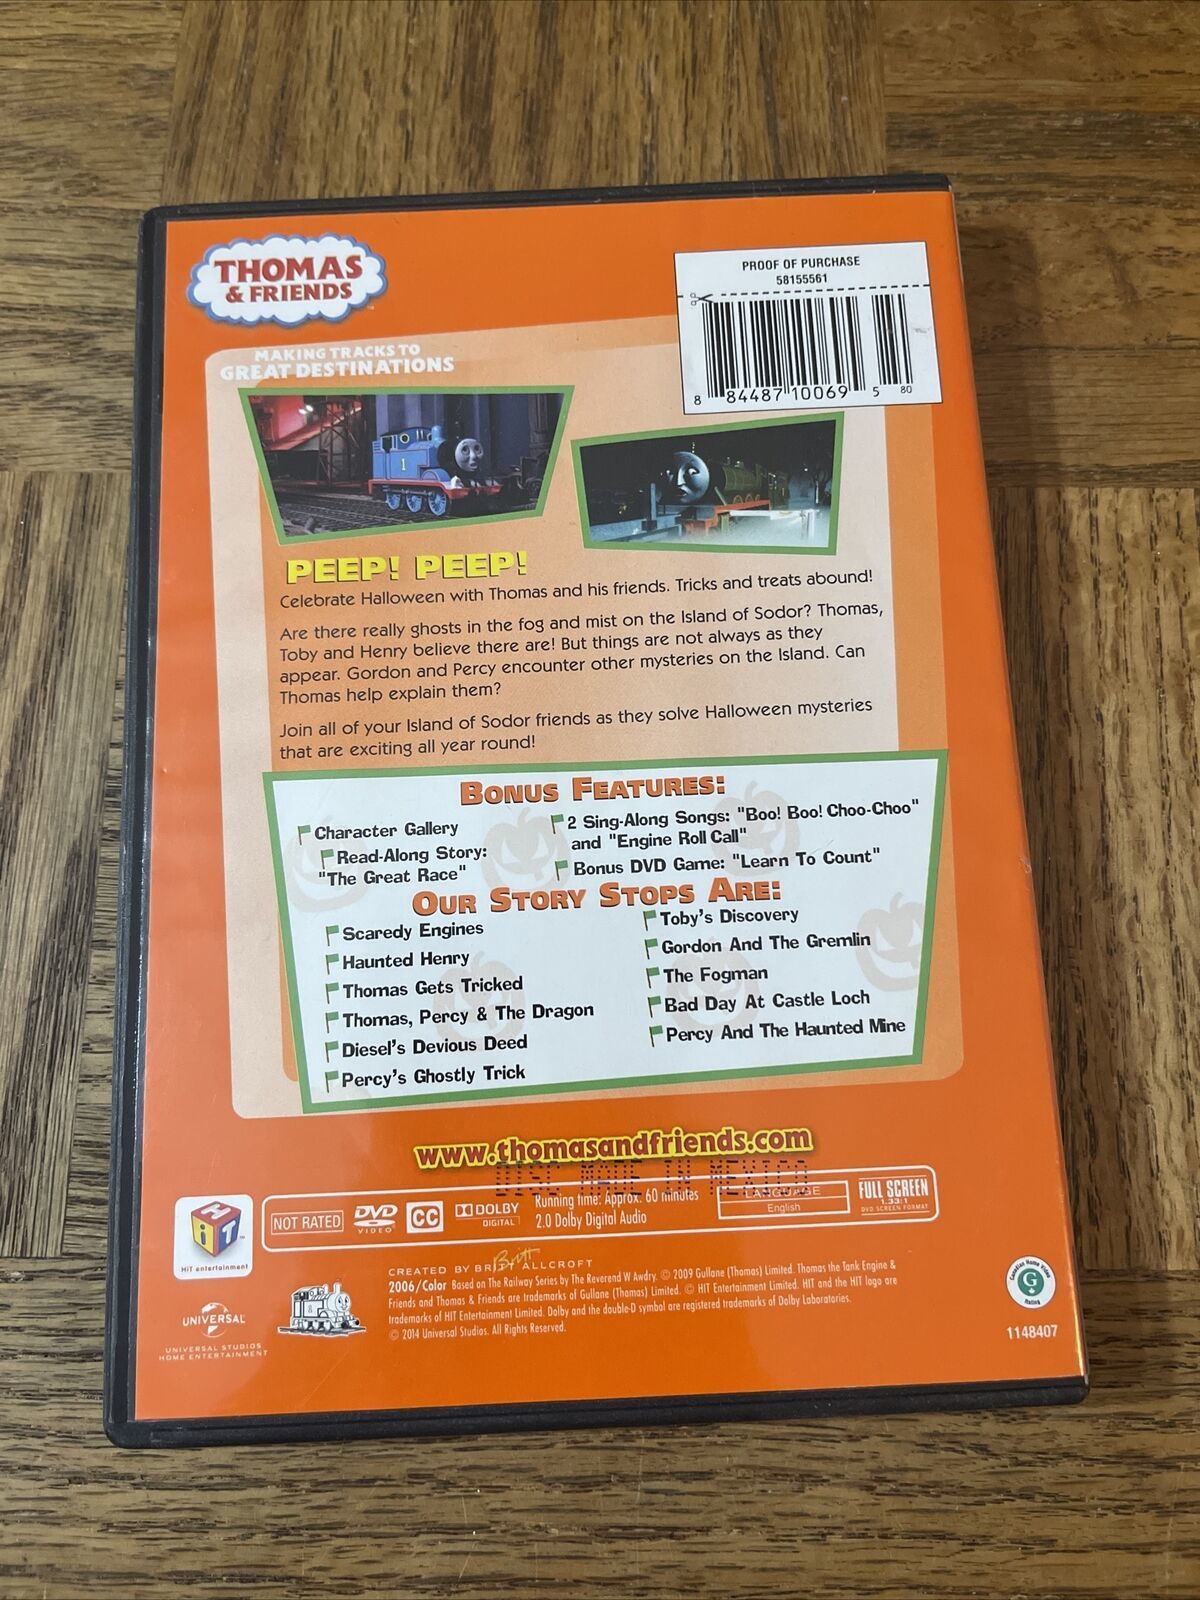 THOMAS
& FRIENDS
PROOF OF PURCHASE
58155561
8 84487 10069 5 80
MAKING TRACKS TO
GREAT DESTINATIONS
1
PEEP! PEEP!
Celebrate Halloween with Thomas and his friends. Tricks and treats abound!
Are there really ghosts in the fog and mist on the Island of Sodor? Thomas,
Toby and Henry believe there are! But things are not always as they
appear. Gordon and Percy encounter other mysteries on the Island. Can
Thomas help explain them?
Join all of your Island of Sodor friends as they solve Halloween mysteries
that are exciting all year round!
BONUS FEATURES:
Character Gallery
Read-Along Story:
"The Great Race"
2 Sing-Along Songs: "Boo! Boo! Choo-Choo"
and "Engine Roll Call"
Bonus DVD Game: "Learn To Count"
OUR STORY STOPS ARE:
Scaredy Engines
Haunted Henry
Thomas Gets Tricked
Thomas, Percy & The Dragon
Diesel's Devious Deed
Percy's Ghostly Trick
Toby's Discovery
Gordon And The Gremlin
The Fogman
Bad Day At Castle Loch
Percy And The Haunted Mine
www.thomasandfriends.com
DISC MADE IN MEXICO
HiT
HiT entertainment
NOT RATED
DVD
VIDEO
CC
DOLBY
DIGITAL
Running time: Approx. 60 minutes
2.0 Dolby Digital Audio
LANGUAGE
English
FULL SCREEN
1.33:1
DVD SCREEN FORMAT
CREATED BY BRITT ALLCROFT
Britt
2006/Color Based on The Railway Series by The Reverend W Awdry. © 2009 Gullane (Thomas) Limited. Thomas the Tank Engine &
Friends and Thomas & Friends are trademarks of Gullane (Thomas) Limited. © HIT Entertainment Limited. HIT and the HIT logo are
trademarks of HIT Entertainment Limited. Dolby and the double-D symbol are registered trademarks of Dolby Laboratories.
© 2014 Universal Studios. All Rights Reserved.
UNIVERSAL
UNIVERSAL STUDIOS
HOME ENTERTAINMENT
Canadian Home Video
G
Rating
1148407